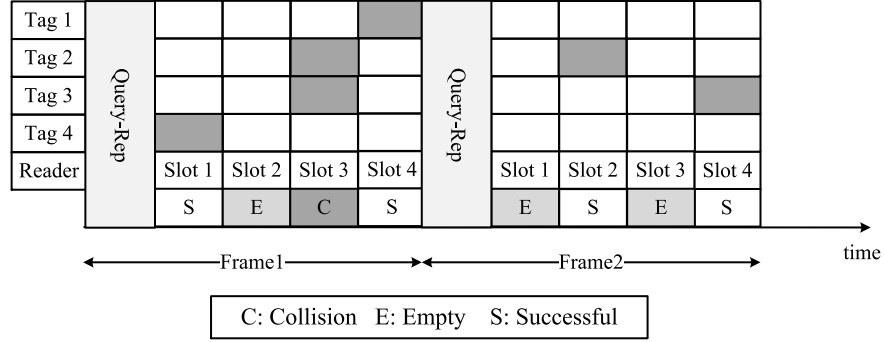 Tag 1
Tag 2
Tag 3
Tag 4
Reader
Query-Rep
Slot 1 Slot 2 Slot 3 Slot 4
S E C S
Query-Rep
Slot 1 Slot 2 Slot 3 Slot 4
E S E S
time
Frame1
Frame2
C: Collision E: Empty S: Successful